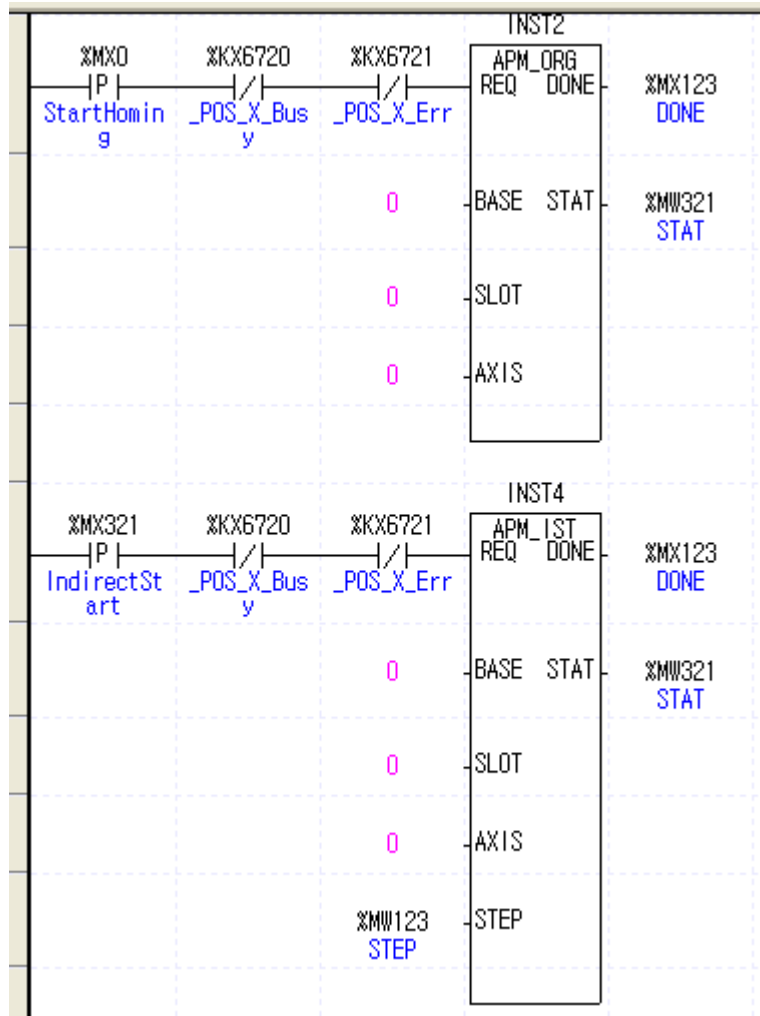 INST2
%MX0 %KX6720 %KX6721 APM_ORG
P / / REQ DONE %MX123
StartHomin _POS_X_Bus _POS_X_Err DONE
g y
0 BASE STAT %MW321
STAT
0 SLOT
0 AXIS
INST4
%MX321 %KX6720 %KX6721 APM_IST
P / / REQ DONE %MX123
IndirectSt _POS_X_Bus _POS_X_Err DONE
art y
0 BASE STAT %MW321
STAT
0 SLOT
0 AXIS
%MW123 STEP
STEP